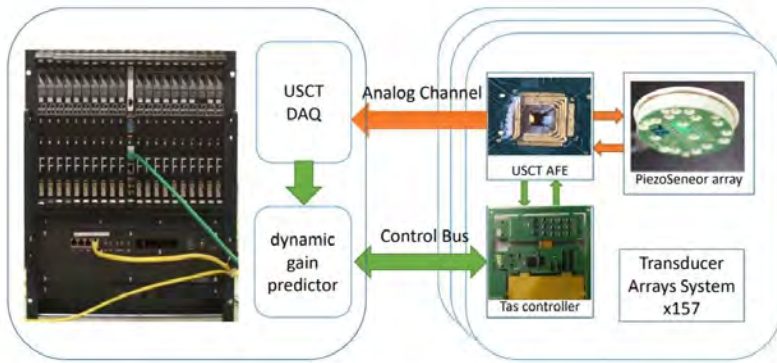 USCT
DAQ
dynamic
gain
predictor
Analog Channel
Control Bus
USCT AFE
PiezoSeneor array
Tas controller
Transducer
Arrays System
x157